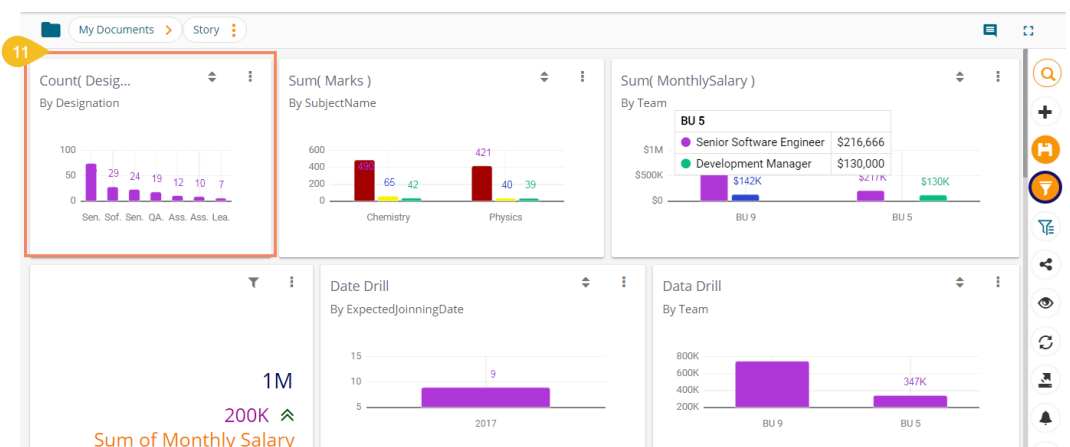 My Documents > Story
11
Count( Desig...
By Designation
100
50
0
29 24 19 12 10 7
Sen. Sof. Sen. QA. Ass. Ass. Lea.
Sum( Marks )
By SubjectName
600
400
200
0
490 65 42
421 40 39
Chemistry Physics
Sum( MonthlySalary )
By Team
BU 5
Senior Software Engineer $216,666
Development Manager $130,000
$1M
$500K
$0
$142K $217K $130K
BU 9 BU 5
1M
200K
Sum of Monthly Salary
Date Drill
By ExpectedJoinningDate
15
10
5
9
2017
Data Drill
By Team
800K
600K
400K
200K
347K
BU 9 BU 5